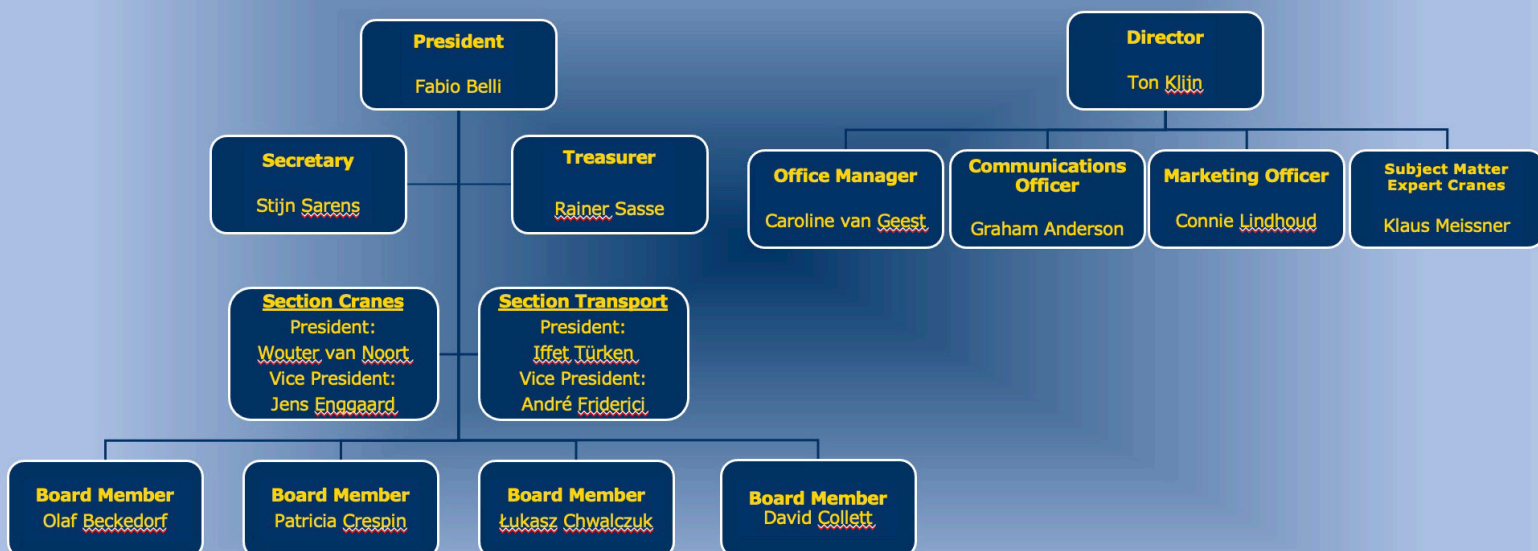 President
Fabio Belli
Director
Ton Klijn
Secretary
Stijn Sarens
Treasurer
Rainer Sasse
Office Manager
Caroline van Geest
Communications
Officer
Graham Anderson
Marketing Officer
Connie Lindhoud
Subject Matter
Expert Cranes
Klaus Meissner
Section Cranes
President:
Wouter van Noort
Vice President:
Jens Enggaard
Section Transport
President:
Iffet Türken
Vice President:
André Friderici
Board Member
Olaf Beckedorf
Board Member
Patricia Crespin
Board Member
Łukasz Chwalczuk
Board Member
David Collett